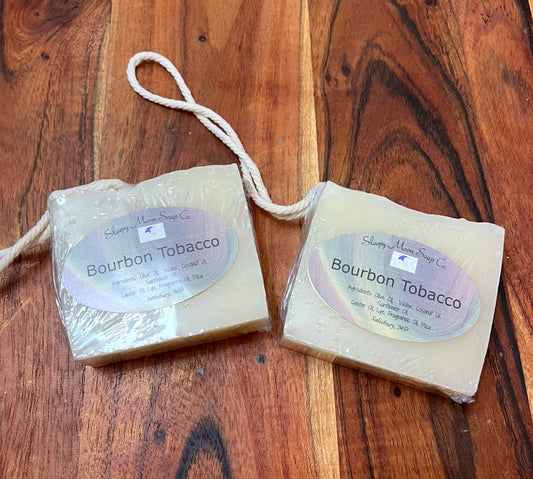 Sleepy Moon Soap Co.
Bourbon Tobacco
Ingredients: Olive Oil, Water, Coconut Oil,
Sunflower Oil,
Castor Oil, Lye, Fragrance Oil, Mica
Salisbury, MD
Sleepy Moon Soap Co.
Bourbon Tobacco
Ingredients: Olive Oil, Water, Coconut Oil,
Sunflower Oil,
Castor Oil, Lye, Fragrance Oil, Mica
Salisbury, MD